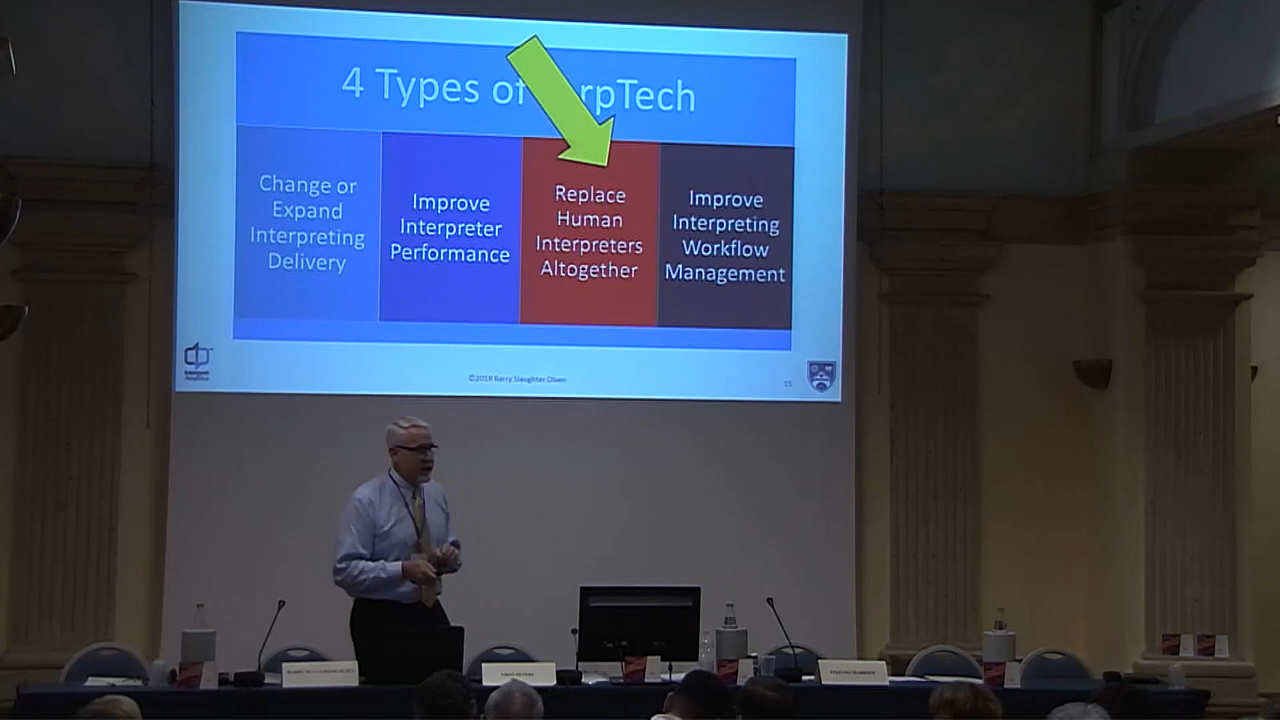 4 Types of rpTech
Change or
Expand
Interpreting
Delivery
Improve
Interpreter
Performance
Replace
Human
Interpreters
Altogether
Improve
Interpreting
Workflow
Management
©2018 Barry Slaughter Olsen
15